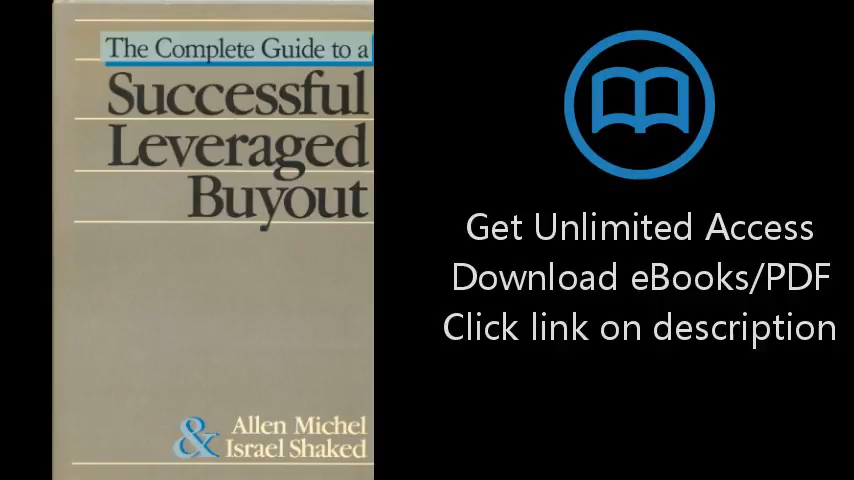 The Complete Guide to a
Successful
Leveraged
Buyout
& Allen Michel
Israel Shaked
Get Unlimited Access
Download eBooks/PDF
Click link on description